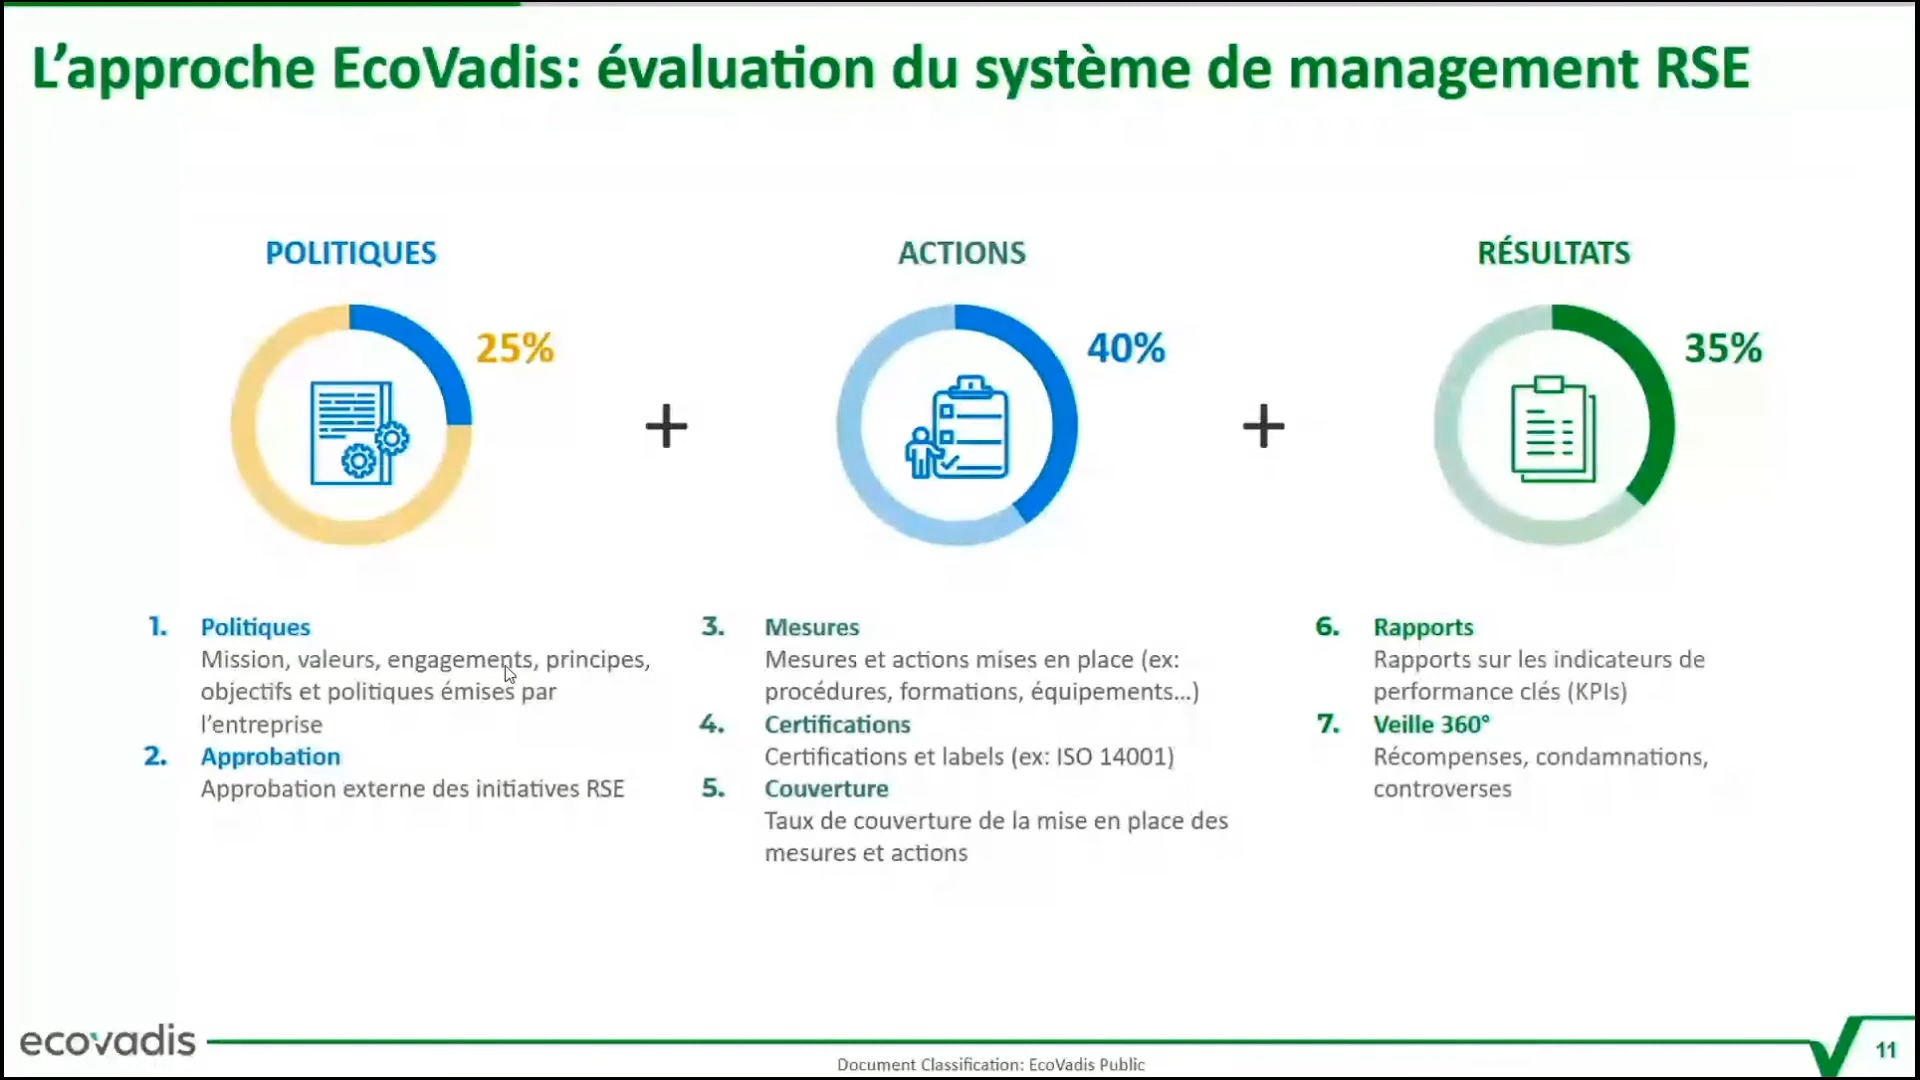 L’approche EcoVadis: évaluation du système de management RSE
POLITIQUES
25%
+
ACTIONS
40%
+
RÉSULTATS
35%
1. Politiques
Mission, valeurs, engagements, principes,
objectifs et politiques émises par
l’entreprise
2. Approbation
Approbation externe des initiatives RSE
3. Mesures
Mesures et actions mises en place (ex:
procédures, formations, équipements...)
4. Certifications
Certifications et labels (ex: ISO 14001)
5. Couverture
Taux de couverture de la mise en place des
mesures et actions
6. Rapports
Rapports sur les indicateurs de
performance clés (KPIs)
7. Veille 360°
Récompenses, condamnations,
controverses
ecovadis
Document Classification: EcoVadis Public
11